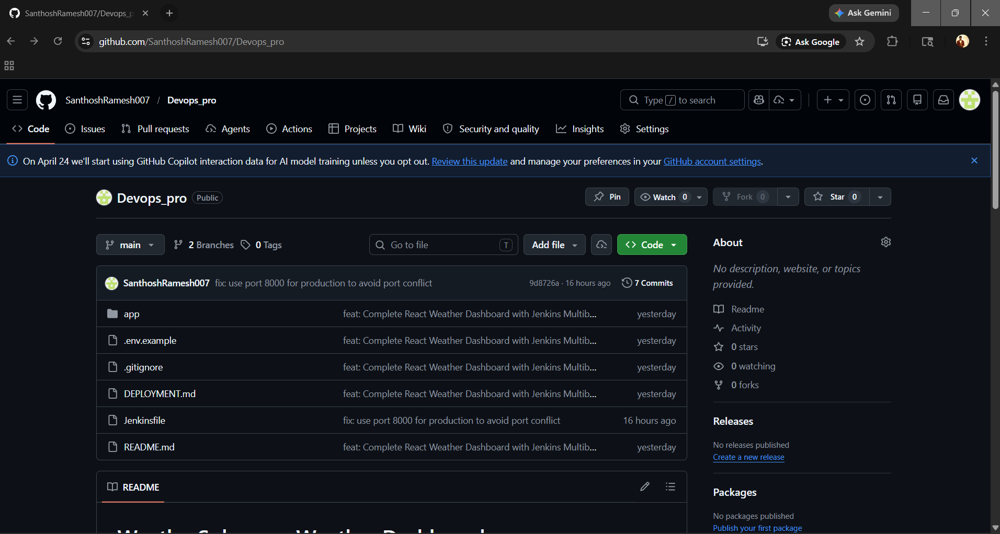 SanthoshRamesh007/Devops_p
Ask Gemini
github.com/SanthoshRamesh007/Devops_pro
Ask Google
SanthoshRamesh007 / Devops_pro
Type / to search
Code Issues Pull requests Agents Actions Projects Wiki Security and quality Insights Settings
On April 24 we'll start using GitHub Copilot interaction data for AI model training unless you opt out. Review this update and manage your preferences in your GitHub account settings.
Devops_pro Public
Pin Watch 0 Fork 0 Star 0
main 2 Branches 0 Tags
Go to file T Add file Code
SanthoshRamesh007 fix: use port 8000 for production to avoid port conflict 9d8726a · 16 hours ago 7 Commits
app feat: Complete React Weather Dashboard with Jenkins Multib... yesterday
.env.example feat: Complete React Weather Dashboard with Jenkins Multib... yesterday
.gitignore feat: Complete React Weather Dashboard with Jenkins Multib... yesterday
DEPLOYMENT.md feat: Complete React Weather Dashboard with Jenkins Multib... yesterday
Jenkinsfile fix: use port 8000 for production to avoid port conflict 16 hours ago
README.md feat: Complete React Weather Dashboard with Jenkins Multib... yesterday
README
About
No description, website, or topics
provided.
Readme
Activity
0 stars
0 watching
0 forks
Releases
No releases published
Create a new release
Packages
No packages published
Publish your first package